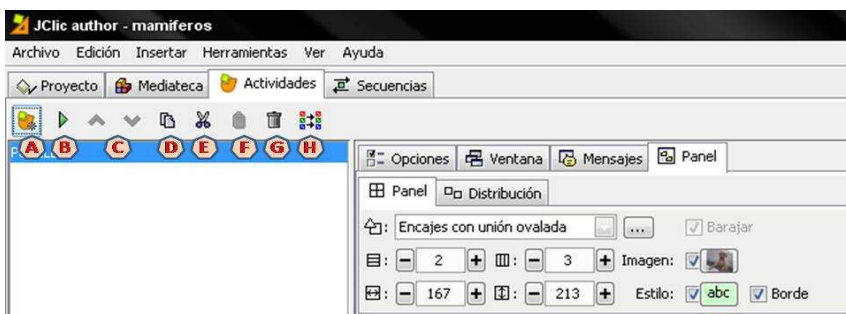 JClic author - mamiferos
Archivo Edición Insertar Herramientas Ver Ayuda
Proyecto Mediateca Actividades Secuencias
A B C D E F G H
Opciones Ventana Mensajes Panel
Panel Distribución
: Encajes con unión ovalada ... Barajar
: 2 : 3 Imagen:
: 167 : 213 Estilo: abc Borde